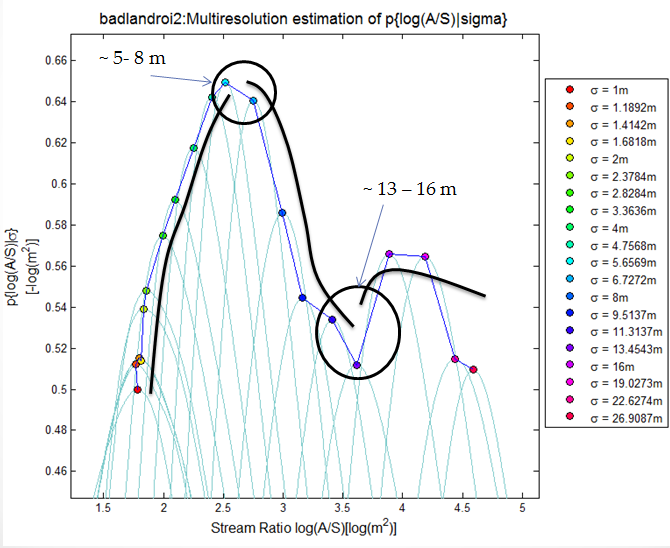 badlandroi2:Multiresolution estimation of p{log(A/S)|sigma}
~ 5- 8 m
~ 13 – 16 m
0.66
0.64
0.62
0.6
0.58
0.56
0.54
0.52
0.5
0.48
0.46
p{log(A/S)|σ}
[-log(m²)]
1.5
2
2.5
3
3.5
4
4.5
5
Stream Ratio log(A/S)[log(m²)]
σ = 1m
σ = 1.1892m
σ = 1.4142m
σ = 1.6818m
σ = 2m
σ = 2.3784m
σ = 2.8284m
σ = 3.3636m
σ = 4m
σ = 4.7568m
σ = 5.6569m
σ = 6.7272m
σ = 8m
σ = 9.5137m
σ = 11.3137m
σ = 13.4543m
σ = 16m
σ = 19.0273m
σ = 22.6274m
σ = 26.9087m